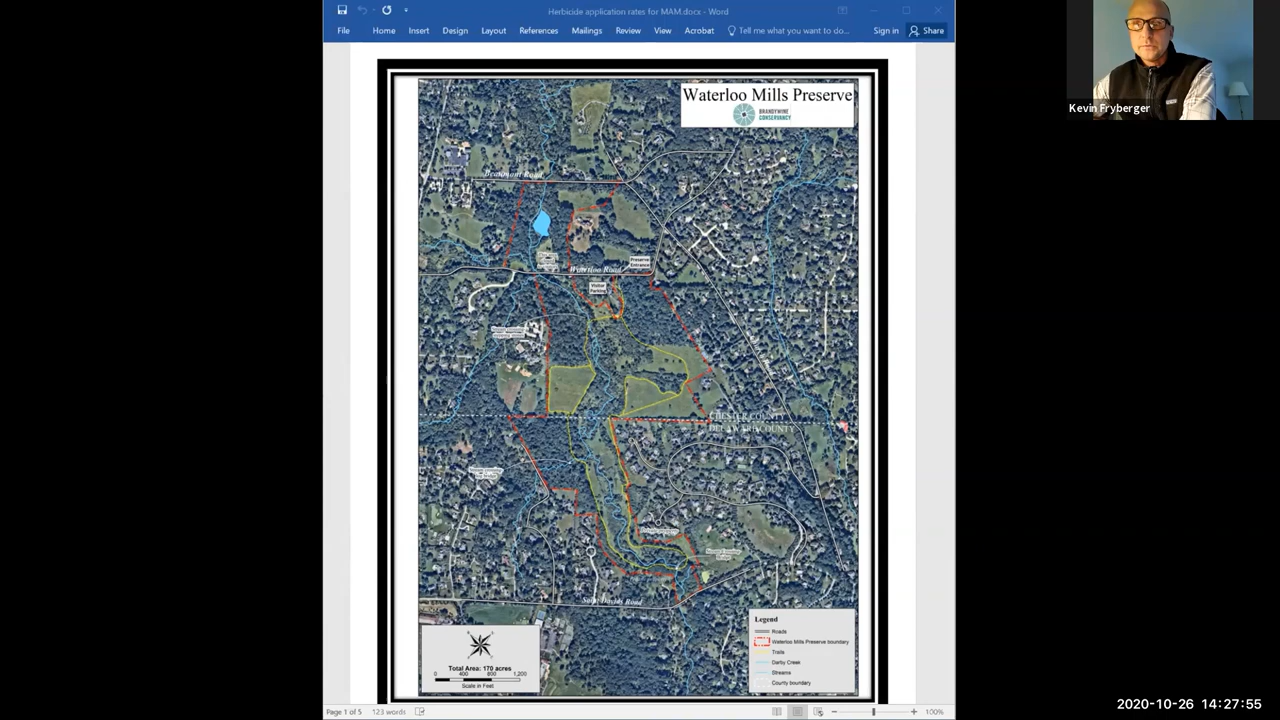 Herbicide application rates for MAM.docx - Word
File Home Insert Design Layout References Mailings Review View Acrobat Tell me what you want to do... Sign in Share
Kevin Fryberger
Waterloo Mills Preserve
BRANDYWINE
CONSERVANCY
Beaumont Road
Preserve
Entrance
Waterloo Road
Visitor
Parking
CHESTER COUNTY
DELAWARE COUNTY
Saint Davids Road
Legend
Roads
Waterloo Mills Preserve boundary
Trails
Darby Creek
Streams
County boundary
Total Area: 170 acres
0 400 800 1,200
Scale in Feet
Page 1 of 5 123 words 100%
2020-10-26 14:27:55